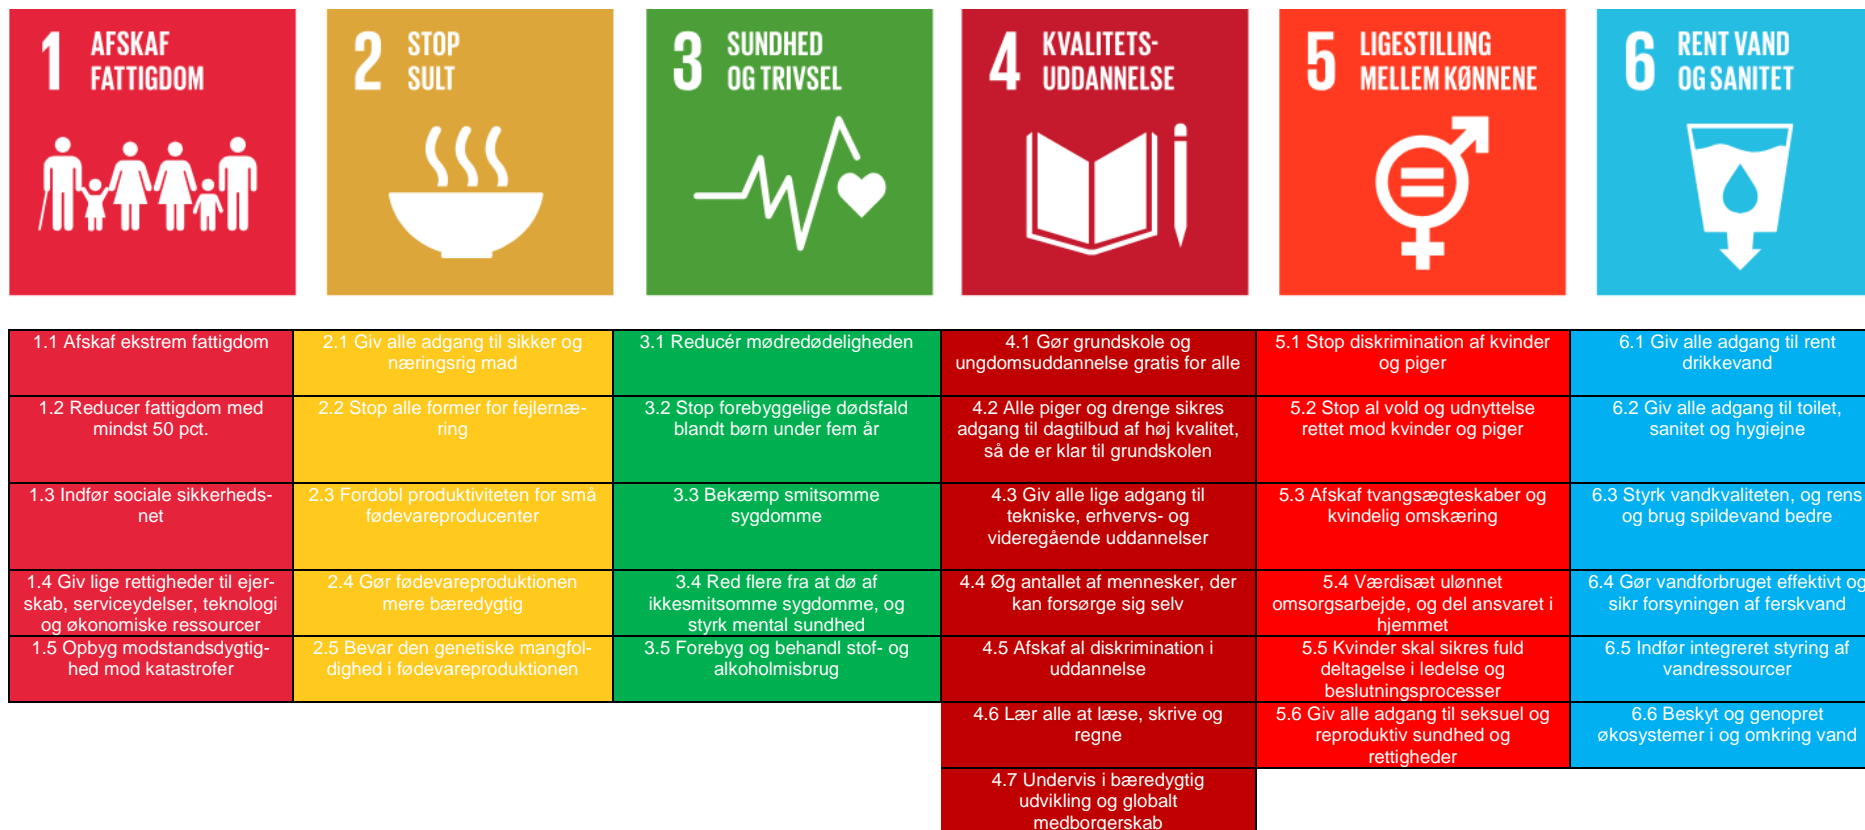 1 AFSKAF
FATTIGDOM
2 STOP
SULT
3 SUNDHED
OG TRIVSEL
4 KVALITETS-
UDDANNELSE
5 LIGESTILLING
MELLEM KØNNENE
6 RENT VAND
OG SANITET
1.1 Afskaf ekstrem fattigdom
2.1 Giv alle adgang til sikker og
næringsrig mad
3.1 Reducér mødredødeligheden
4.1 Gør grundskole og
ungdomsuddannelse gratis for alle
5.1 Stop diskrimination af kvinder
og piger
6.1 Giv alle adgang til rent
drikkevand
1.2 Reducer fattigdom med
mindst 50 pct.
2.2 Stop alle former for fejlernæ-
ring
3.2 Stop forebyggelige dødsfald
blandt børn under fem år
4.2 Alle piger og drenge sikres
adgang til dagtilbud af høj kvalitet,
så de er klar til grundskolen
5.2 Stop al vold og udnyttelse
rettet mod kvinder og piger
6.2 Giv alle adgang til toilet,
sanitet og hygiejne
1.3 Indfør sociale sikkerheds-
net
2.3 Fordobl produktiviteten for små
fødevareproducenter
3.3 Bekæmp smitsomme
sygdomme
4.3 Giv alle lige adgang til
tekniske, erhvervs- og
videregående uddannelser
5.3 Afskaf tvangsægteskaber og
kvindelig omskæring
6.3 Styrk vandkvaliteten, og rens
og brug spildevand bedre
1.4 Giv lige rettigheder til ejer-
skab, serviceydelser, teknologi
og økonomiske ressourcer
2.4 Gør fødevareproduktionen
mere bæredygtig
3.4 Red flere fra at dø af
ikkesmitsomme sygdomme, og
styrk mental sundhed
4.4 Øg antallet af mennesker, der
kan forsørge sig selv
5.4 Værdisæt ulønnet
omsorgsarbejde, og del ansvaret i
hjemmet
6.4 Gør vandforbruget effektivt og
sikr forsyningen af ferskvand
1.5 Opbyg modstandsdygtig-
hed mod katastrofer
2.5 Bevar den genetiske mangfol-
dighed i fødevareproduktionen
3.5 Forebyg og behandl stof- og
alkoholmisbrug
4.5 Afskaf al diskrimination i
uddannelse
5.5 Kvinder skal sikres fuld
deltagelse i ledelse og
beslutningsprocesser
6.5 Indfør integreret styring af
vandressourcer
4.6 Lær alle at læse, skrive og
regne
5.6 Giv alle adgang til seksuel og
reproduktiv sundhed og
rettigheder
6.6 Beskyt og genopret
økosystemer i og omkring vand
4.7 Undervis i bæredygtig
udvikling og globalt
medborgerskab